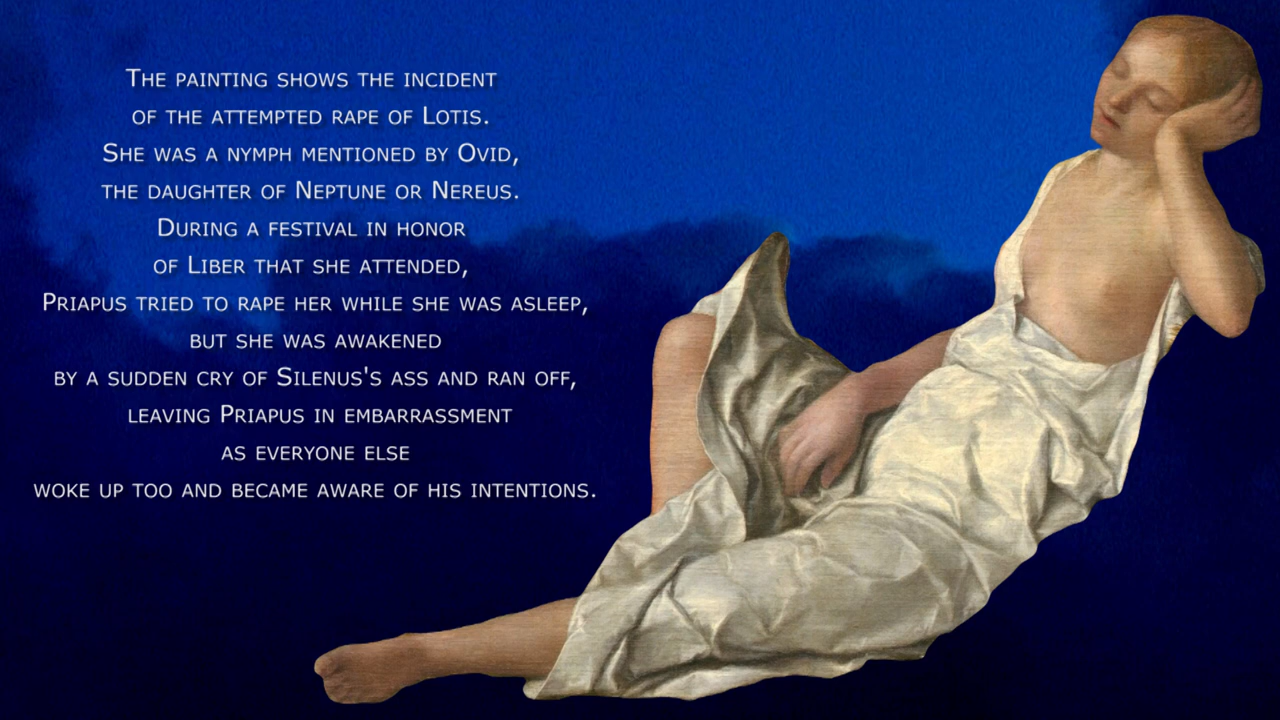 The painting shows the incident
of the attempted rape of Lotis.
She was a nymph mentioned by Ovid,
the daughter of Neptune or Nereus.
During a festival in honor
of Liber that she attended,
Priapus tried to rape her while she was asleep,
but she was awakened
by a sudden cry of Silenus's ass and ran off,
leaving Priapus in embarrassment
as everyone else
woke up too and became aware of his intentions.